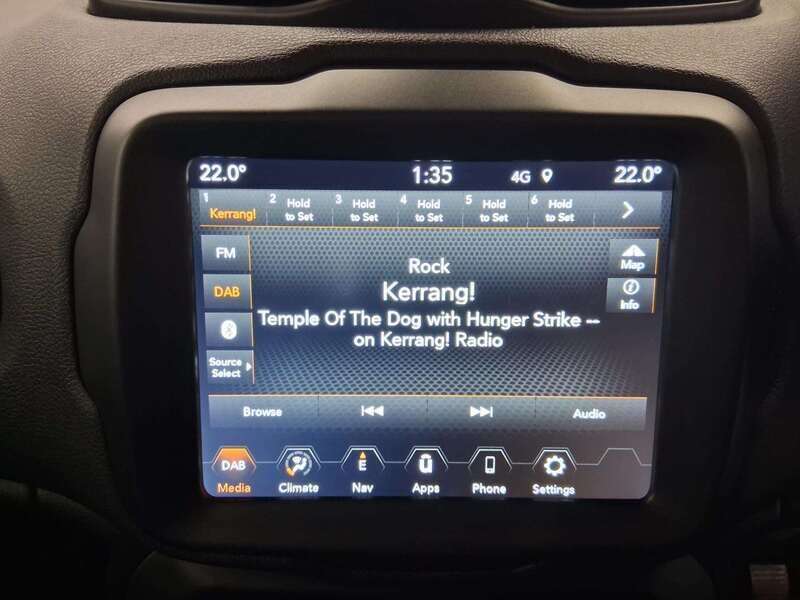 22.0° 1:35 4G 22.0°
1 2 Hold 3 Hold 4 Hold 5 Hold 6 Hold
Kerrang! to Set to Set to Set to Set to Set
FM
DAB
Source
Select
Map
Info
Rock
Kerrang!
Temple Of The Dog with Hunger Strike --
on Kerrang! Radio
Browse Audio
DAB E
Media Climate Nav Apps Phone Settings